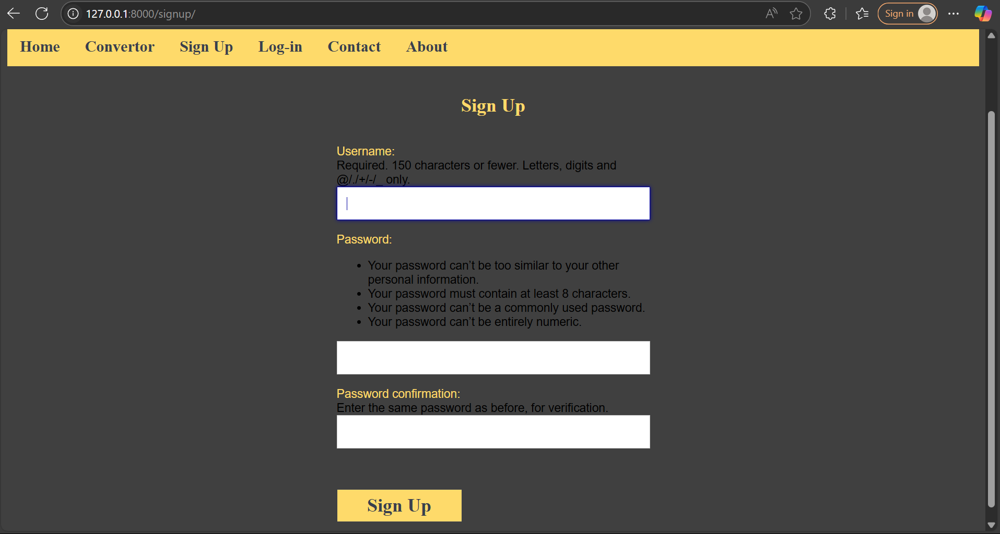 127.0.0.1:8000/signup/
Sign in
Home Convertor Sign Up Log-in Contact About
Sign Up
Username:
Required. 150 characters or fewer. Letters, digits and
@/./+/-/_ only.
Password:
• Your password can’t be too similar to your other
personal information.
• Your password must contain at least 8 characters.
• Your password can’t be a commonly used password.
• Your password can’t be entirely numeric.
Password confirmation:
Enter the same password as before, for verification.
Sign Up